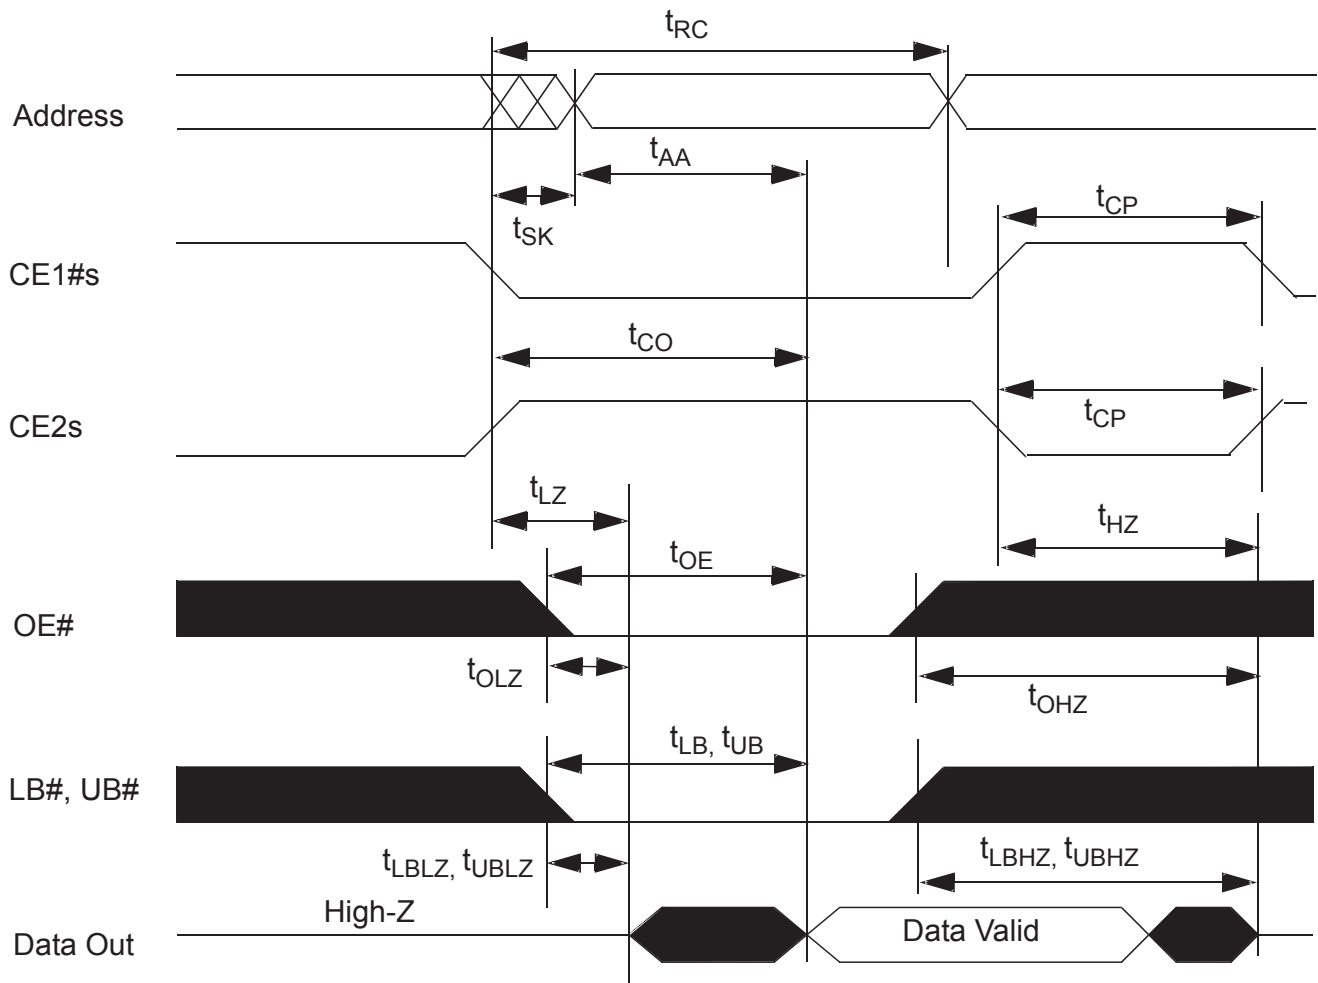 tRC
Address
tAA
tSK
tCP
CE1#s
tCO
CE2s
tCP
tLZ
tHZ
tOE
OE#
tOLZ
tOHZ
tLB, tUB
LB#, UB#
tLBLZ, tUBLZ
tLBHZ, tUBHZ
High-Z
Data Out
Data Valid